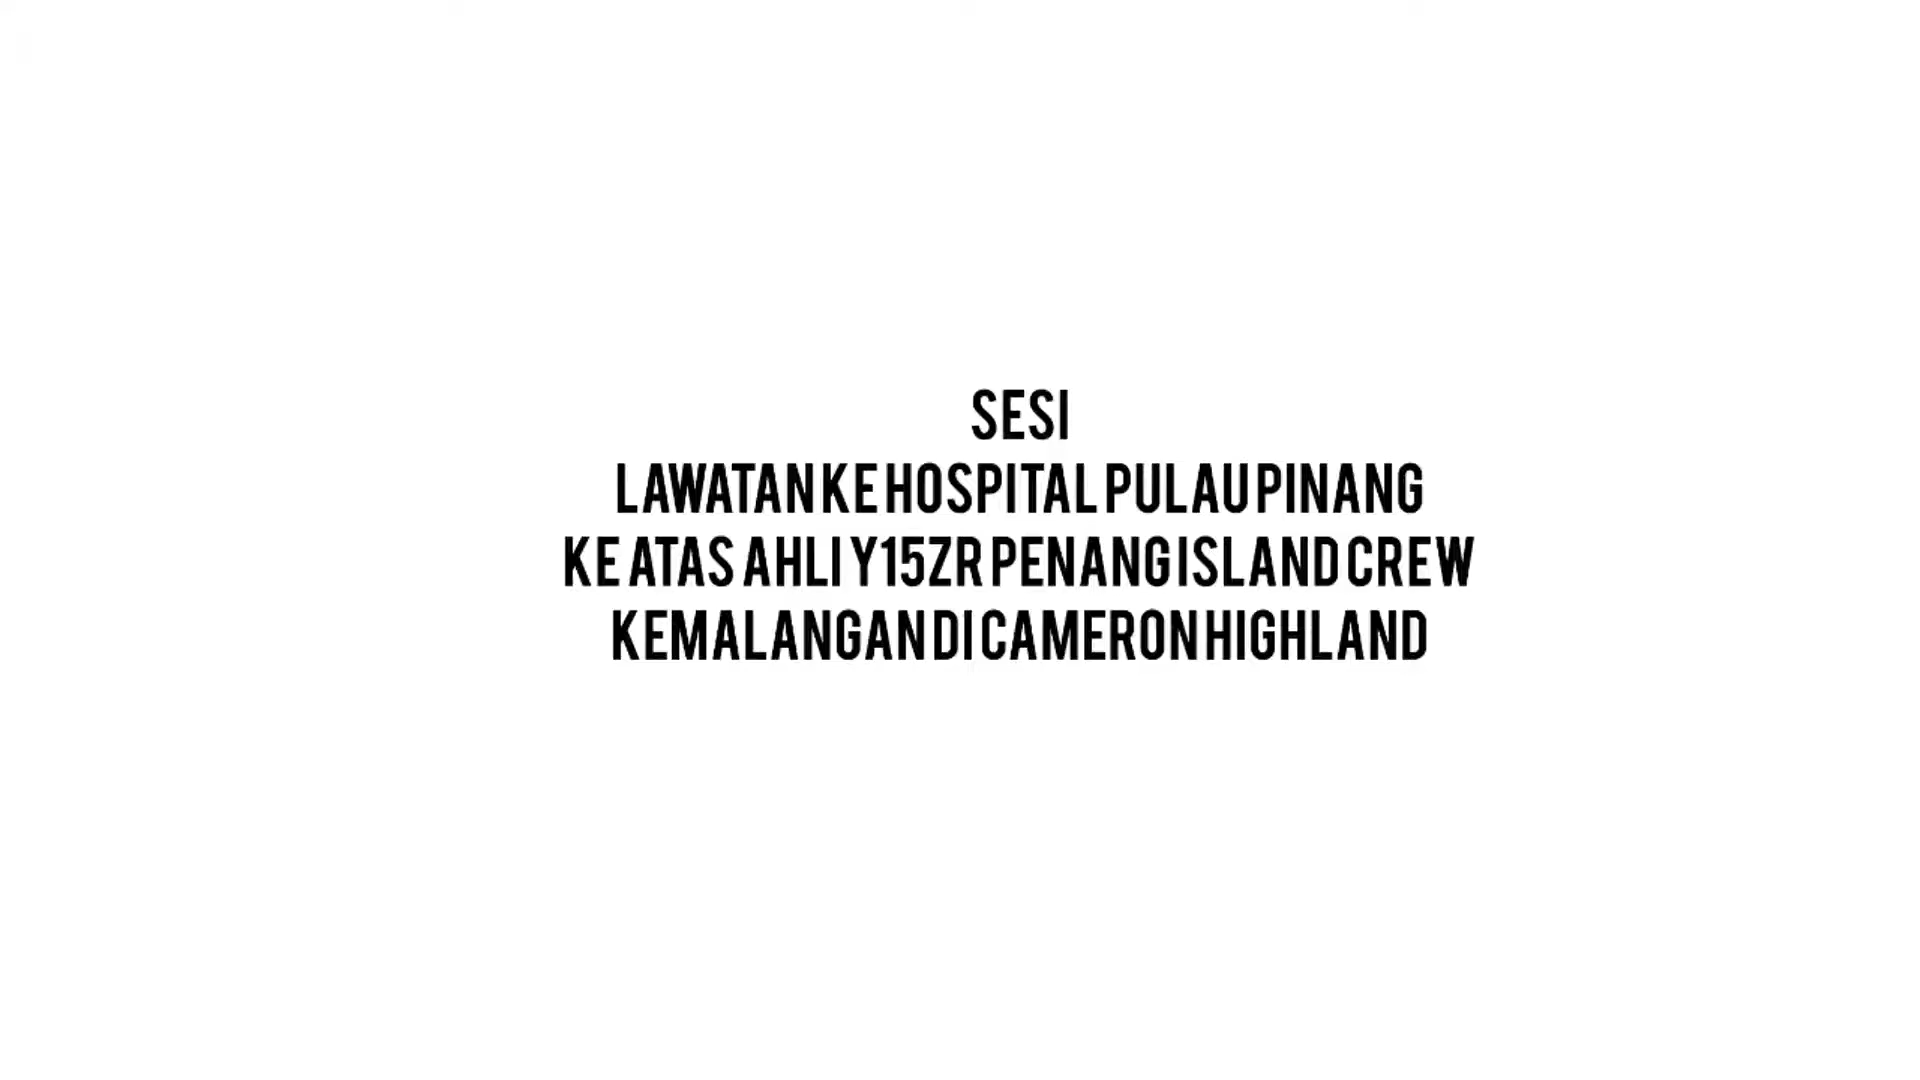 SESI
LAWATAN KE HOSPITAL PULAU PINANG
KE ATAS AHLI Y15ZR PENANG ISLAND CREW
KEMALANGAN DI CAMERON HIGHLAND